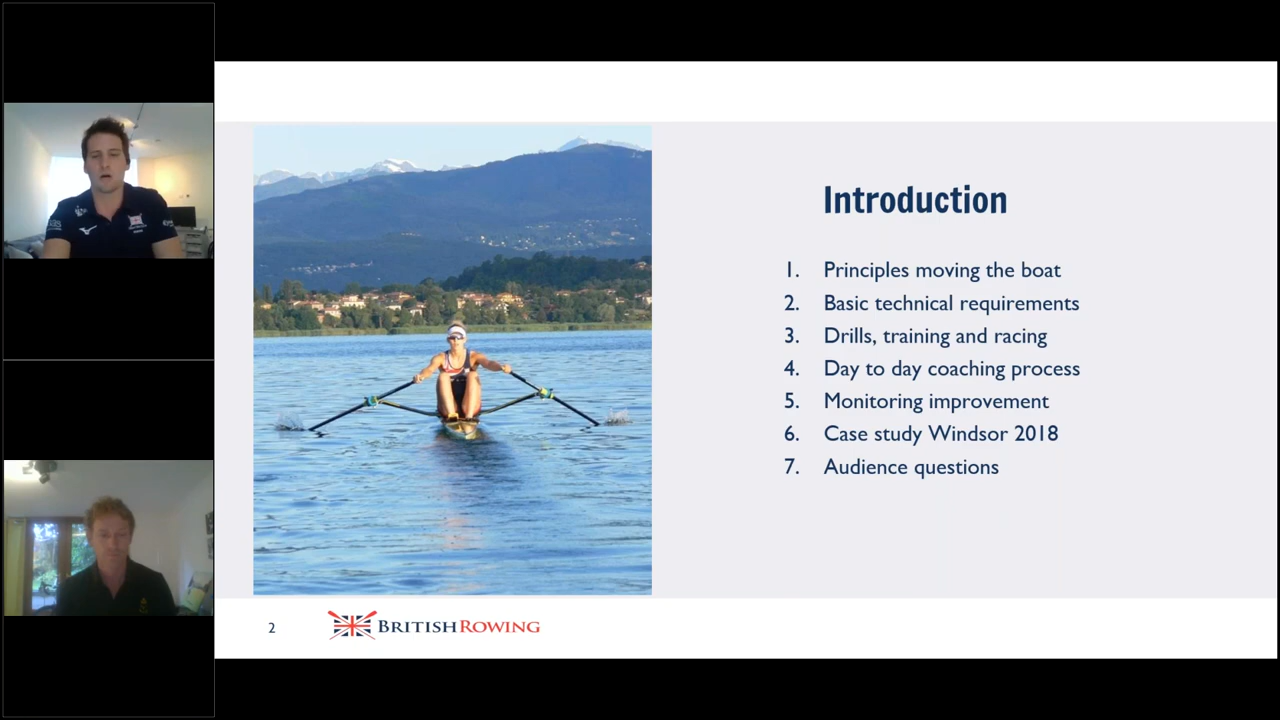 Introduction
1. Principles moving the boat
2. Basic technical requirements
3. Drills, training and racing
4. Day to day coaching process
5. Monitoring improvement
6. Case study Windsor 2018
7. Audience questions
2
BRITISH ROWING